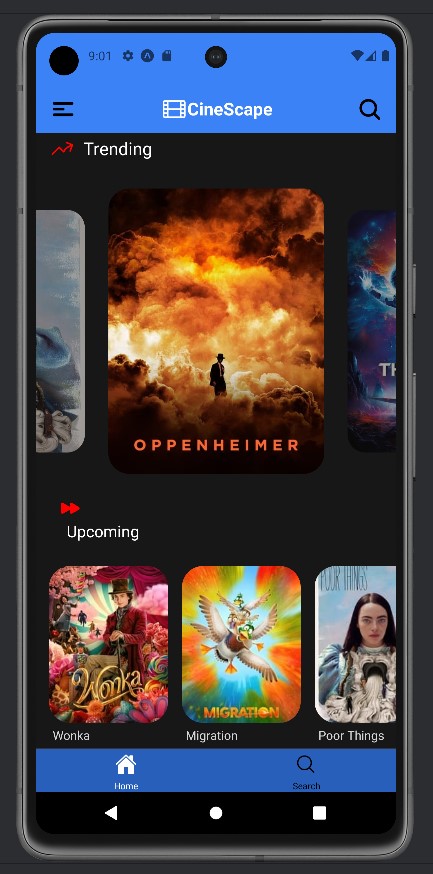 9:01
CineScape
Trending
OPPENHEIMER
TH
Upcoming
POOR THINGS
Wonka
MIGRATION
Wonka
Migration
Poor Things
Home
Search